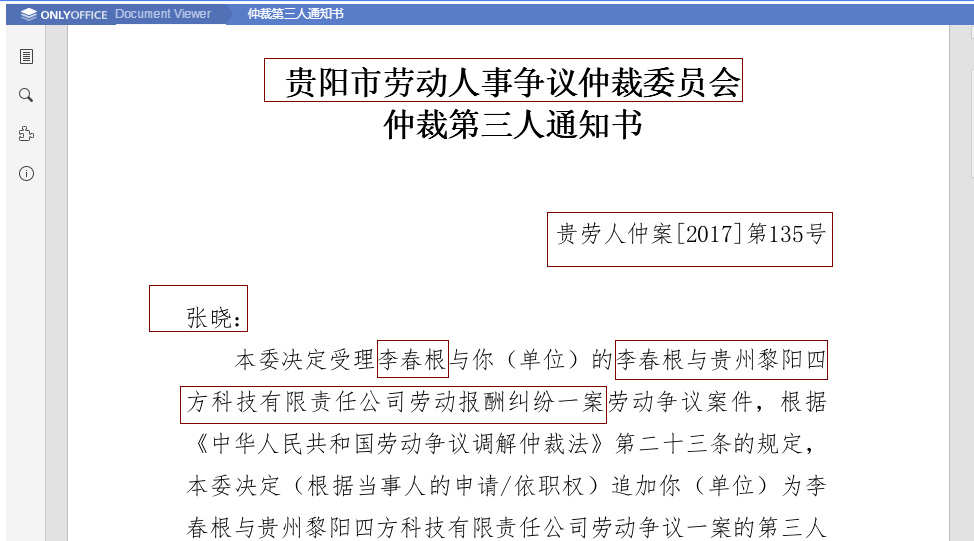 ONLYOFFICE Document Viewer 仲裁第三人通知书
贵阳市劳动人事争议仲裁委员会
仲裁第三人通知书
贵劳人仲案[2017]第135号
张晓：
本委决定受理李春根与你（单位）的李春根与贵州黎阳四
方科技有限责任公司劳动报酬纠纷一案劳动争议案件，根据
《中华人民共和国劳动争议调解仲裁法》第二十三条的规定，
本委决定（根据当事人的申请/依职权）追加你（单位）为李
春根与贵州黎阳四方科技有限责任公司劳动争议一案的第三人